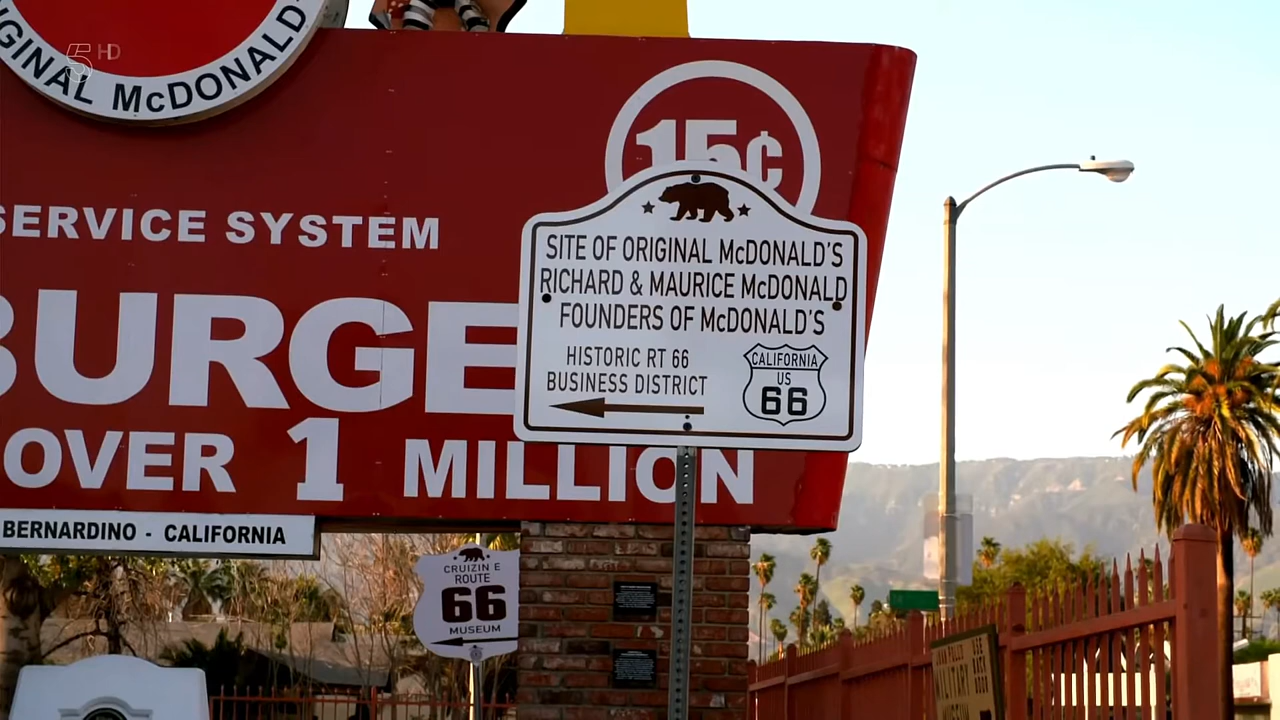 5 HD
IGINAL McDONALD'
15¢
SERVICE SYSTEM
BURGE
OVER 1 MILLION
BERNARDINO - CALIFORNIA
SITE OF ORIGINAL McDONALD'S
RICHARD & MAURICE McDONALD
FOUNDERS OF McDONALD'S
HISTORIC RT 66
BUSINESS DISTRICT
CALIFORNIA
US
66
CRUIZIN E
ROUTE
66
MUSEUM